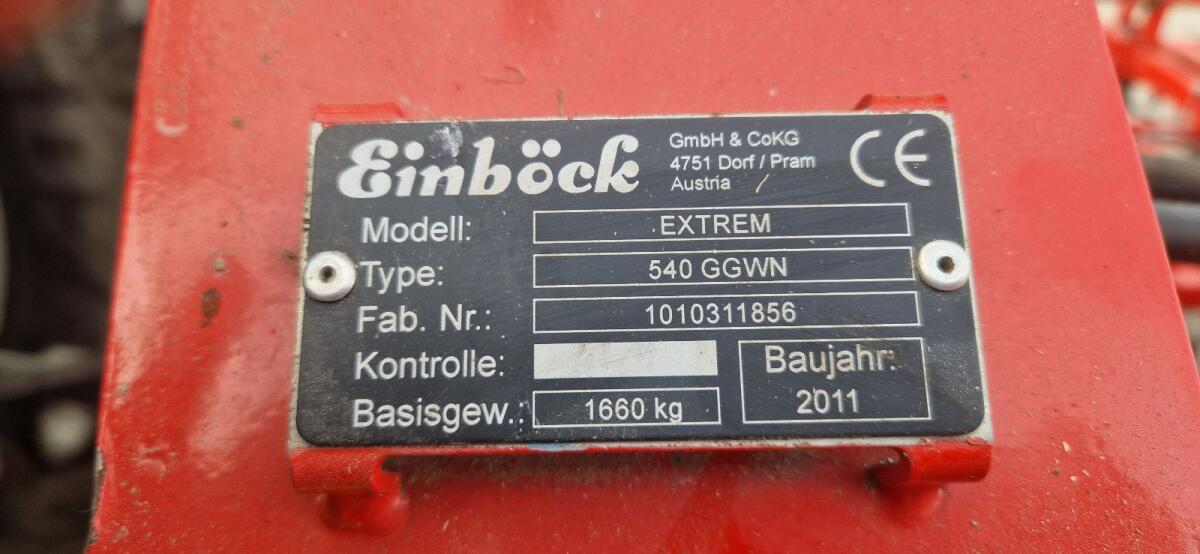 Einböck
GmbH & CoKG
4751 Dorf / Pram
Austria
CE
Modell: EXTREM
Type: 540 GGWN
Fab. Nr.: 1010311856
Kontrolle:
Basisgew.: 1660 kg
Baujahr:
2011